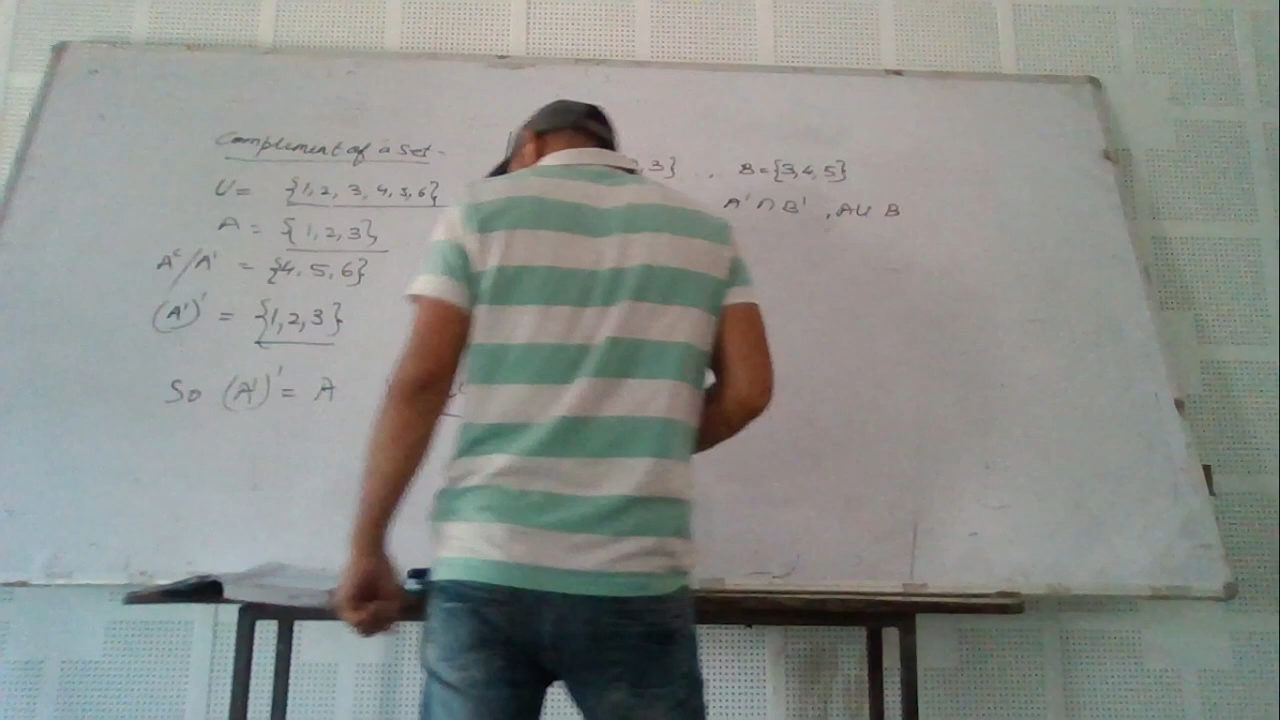 Complement of a set -
U = {1, 2, 3, 4, 5, 6}
A = {1, 2, 3}
A^c/A' = {4, 5, 6}
(A')' = {1, 2, 3}
So (A')' = A
,3} , B = {3, 4, 5}
A' ∩ B' , A ∪ B